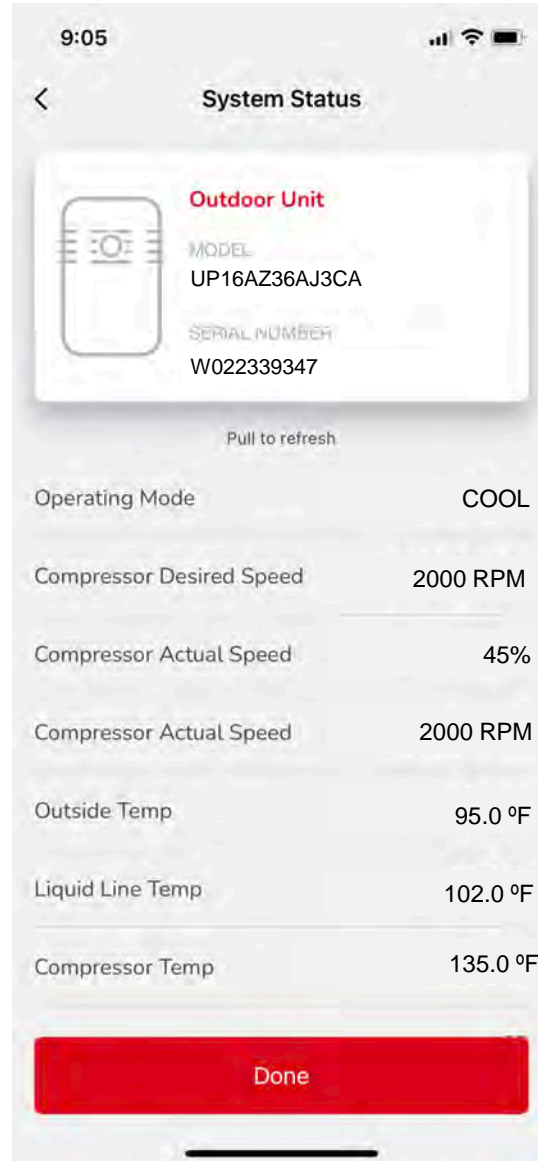 9:05
System Status
Outdoor Unit
MODEL
UP16AZ36AJ3CA
SERIAL NUMBER
W022339347
Pull to refresh
Operating Mode COOL
Compressor Desired Speed 2000 RPM
Compressor Actual Speed 45%
Compressor Actual Speed 2000 RPM
Outside Temp 95.0 ºF
Liquid Line Temp 102.0 ºF
Compressor Temp 135.0 ºF
Done